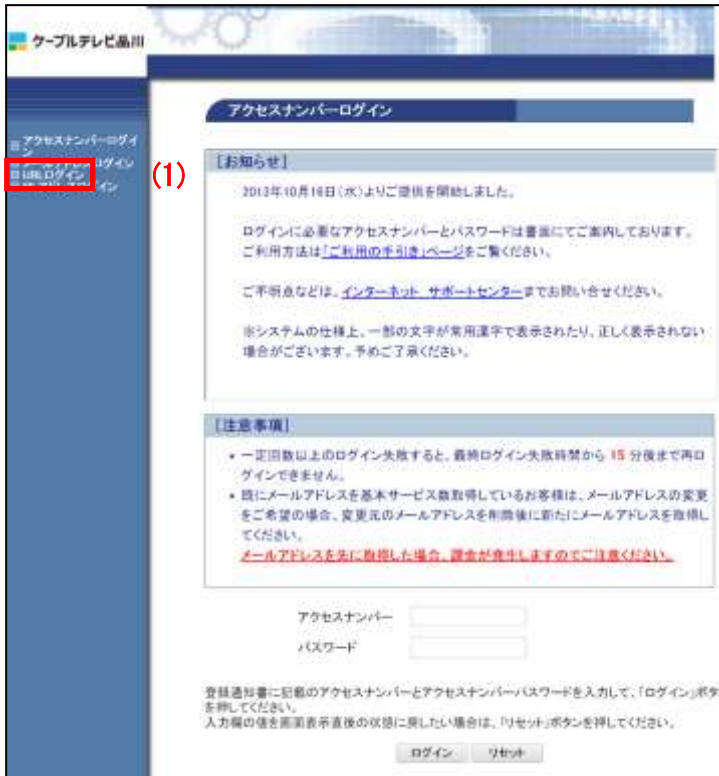 ケーブルテレビ品川
アクセスナンバーログイン
アクセスナンバーログイ
ン
URLログイン
(1)
[お知らせ]
2013年10月16日(水)よりご提供を開始しました。
ログインに必要なアクセスナンバーとパスワードは書面にてご案内しております。
ご利用方法は「ご利用の手引き」ページをご覧ください。
ご不明点などは、インターネット サポートセンターまでお問い合せください。
※システムの仕様上、一部の文字が常用漢字で表示されたり、正しく表示されない
場合がございます。予めご了承ください。
[注意事項]
• 一定回数以上のログイン失敗すると、最終ログイン失敗時間から 15 分後まで再ロ
グインできません。
• 既にメールアドレスを基本サービス数取得しているお客様は、メールアドレスの変更
をご希望の場合、変更元のメールアドレスを削除後に新たにメールアドレスを取得し
てください。
メールアドレスを先に取得した場合、課金が発生しますのでご注意ください。
アクセスナンバー
パスワード
登録通知書に記載のアクセスナンバーとアクセスナンバーパスワードを入力して、「ログイン」ボタ
を押してください。
入力欄の値を画面表示直後の状態に戻したい場合は、「リセット」ボタンを押してください。
ログイン リセット